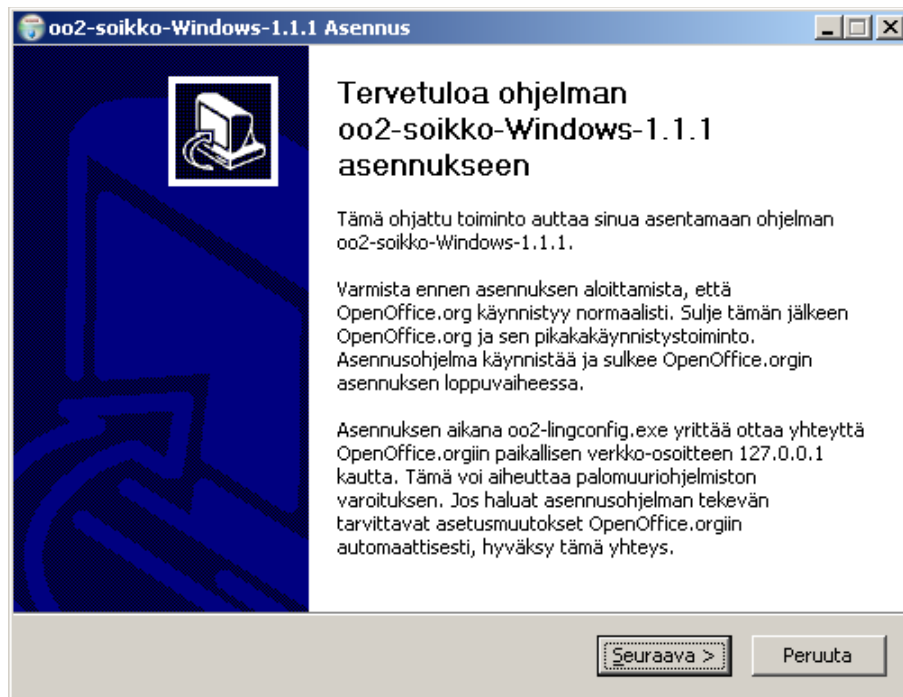 oo2-soikko-Windows-1.1.1 Asennus
Tervetuloa ohjelman
oo2-soikko-Windows-1.1.1
asennukseen
Tämä ohjattu toiminto auttaa sinua asentamaan ohjelman
oo2-soikko-Windows-1.1.1.
Varmista ennen asennuksen aloittamista, että
OpenOffice.org käynnistyy normaalisti. Sulje tämän jälkeen
OpenOffice.org ja sen pikakakäynnistystoiminto.
Asennusohjelma käynnistää ja sulkee OpenOffice.orgin
asennuksen loppuvaiheessa.
Asennuksen aikana oo2-lingconfig.exe yrittää ottaa yhteyttä
OpenOffice.orgiin paikallisen verkko-osoitteen 127.0.0.1
kautta. Tämä voi aiheuttaa palomuuriohjelmiston
varoituksen. Jos haluat asennusohjelman tekevän
tarvittavat asetusmuutokset OpenOffice.orgiin
automaattisesti, hyväksy tämä yhteys.
Seuraava >
Peruuta